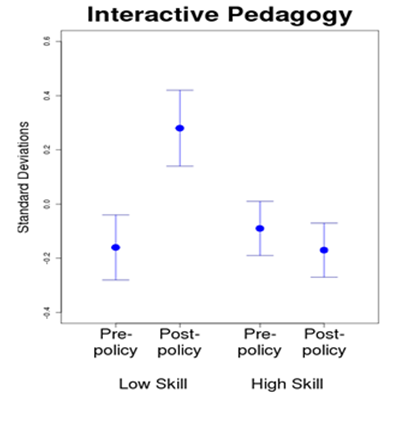 Interactive Pedagogy
Standard Deviations
0.6
0.4
0.2
0.0
-0.2
-0.4
Pre- Post- Pre- Post-
policy policy policy policy
Low Skill High Skill